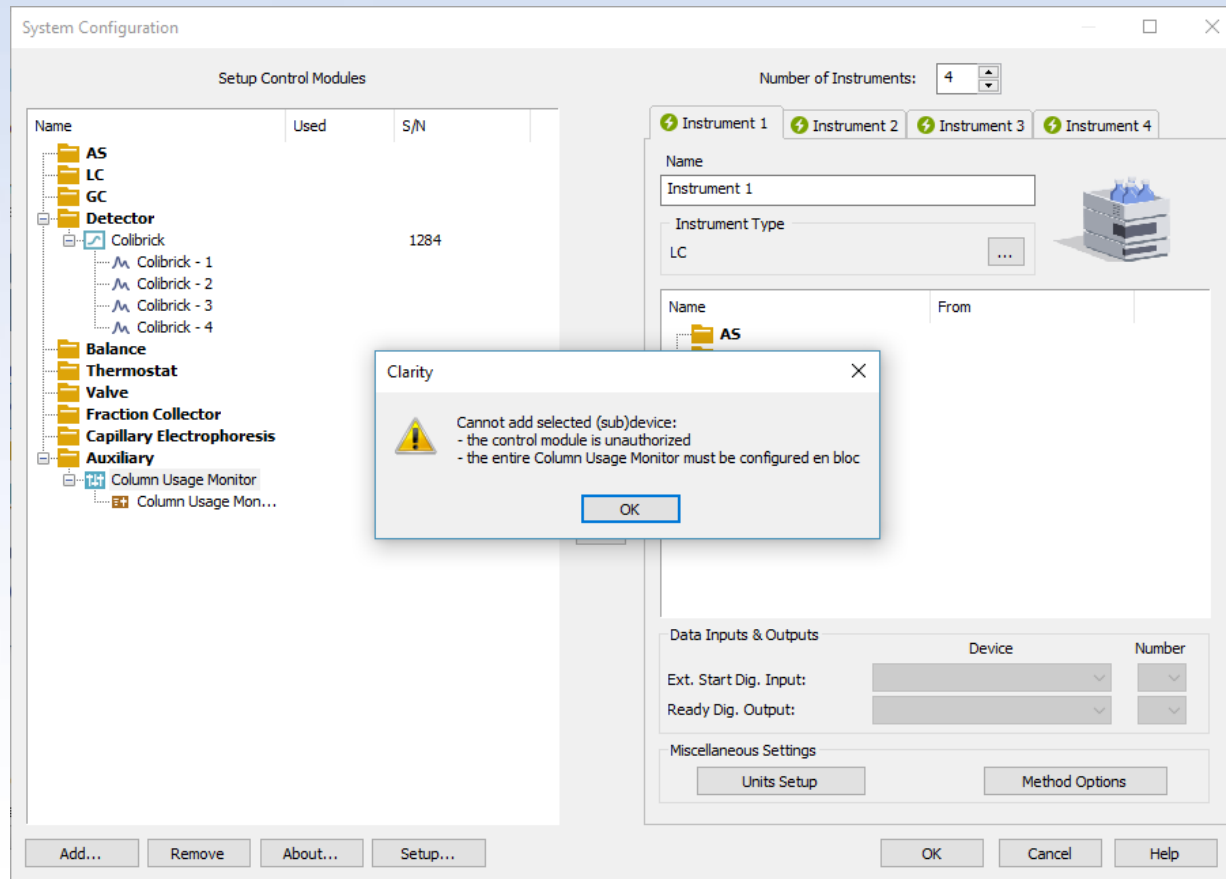 System Configuration
Setup Control Modules
Number of Instruments: 4
Name Used S/N
AS
LC
GC
Detector
Colibrick 1284
Colibrick - 1
Colibrick - 2
Colibrick - 3
Colibrick - 4
Balance
Thermostat
Valve
Fraction Collector
Capillary Electrophoresis
Auxiliary
Column Usage Monitor
Column Usage Mon...
Instrument 1 Instrument 2 Instrument 3 Instrument 4
Name
Instrument 1
Instrument Type
LC ...
Name From
AS
Clarity
Cannot add selected (sub)device:
- the control module is unauthorized
- the entire Column Usage Monitor must be configured en bloc
OK
Data Inputs & Outputs
Device Number
Ext. Start Dig. Input:
Ready Dig. Output:
Miscellaneous Settings
Units Setup Method Options
Add... Remove About... Setup... OK Cancel Help